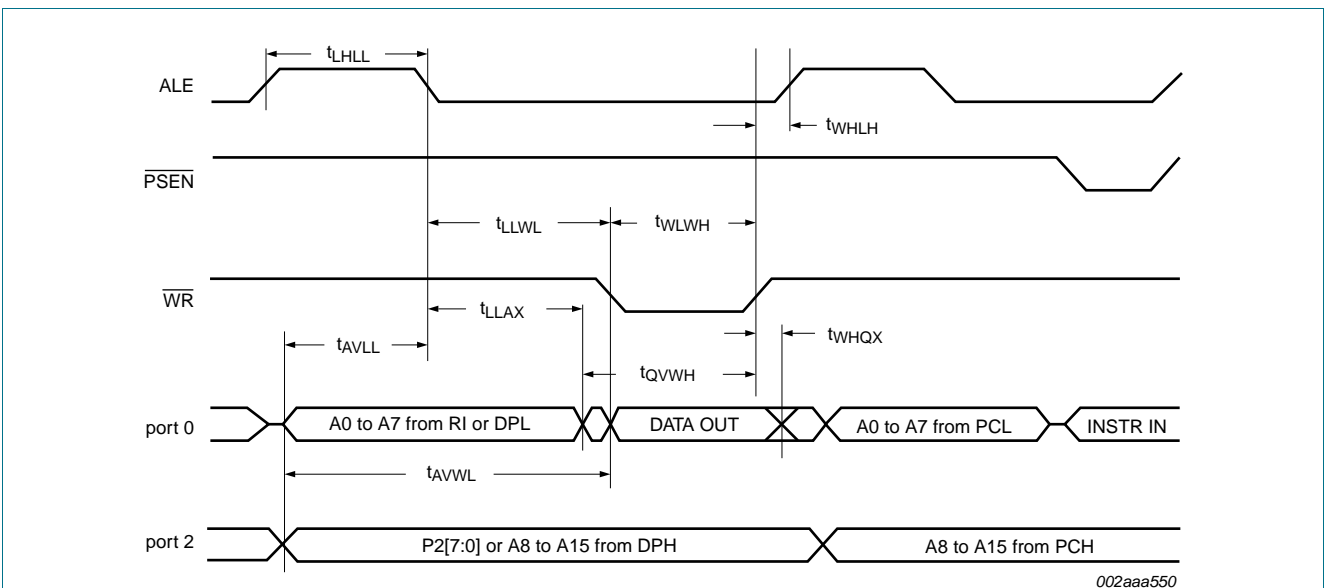 tLHLL
ALE
tWHLH
PSEN
tLLWL
tWLWH
WR
tLLAX
tWHQX
tAVLL
tQVWH
port 0
A0 to A7 from RI or DPL
DATA OUT
A0 to A7 from PCL
INSTR IN
tAVWL
port 2
P2[7:0] or A8 to A15 from DPH
A8 to A15 from PCH
002aaa550